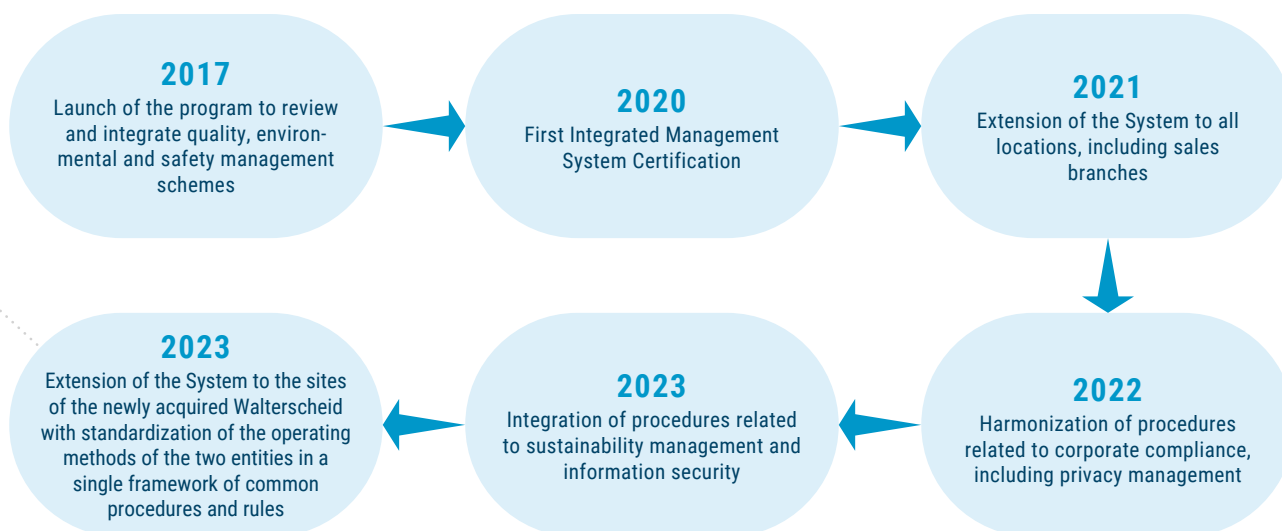 2017
Launch of the program to review
and integrate quality, environ-
mental and safety management
schemes
2020
First Integrated Management
System Certification
2021
Extension of the System to all
locations, including sales
branches
2022
Harmonization of procedures
related to corporate compliance,
including privacy management
2023
Integration of procedures related
to sustainability management and
information security
2023
Extension of the System to the sites
of the newly acquired Walterscheid
with standardization of the operating
methods of the two entities in a
single framework of common
procedures and rules